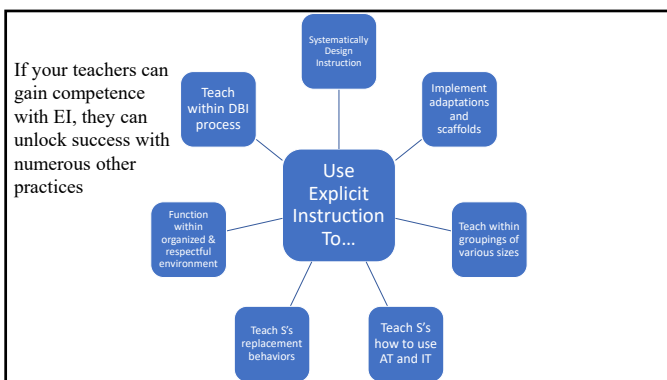 If your teachers can
gain competence
with EI, they can
unlock success with
numerous other
practices
Use
Explicit
Instruction
To…
Systematically
Design
Instruction
Implement
adaptations
and
scaffolds
Teach within
groupings of
various sizes
Teach S's
how to use
AT and IT
Teach S's
replacement
behaviors
Function within
organized &
respectful
environment
Teach
within DBI
process